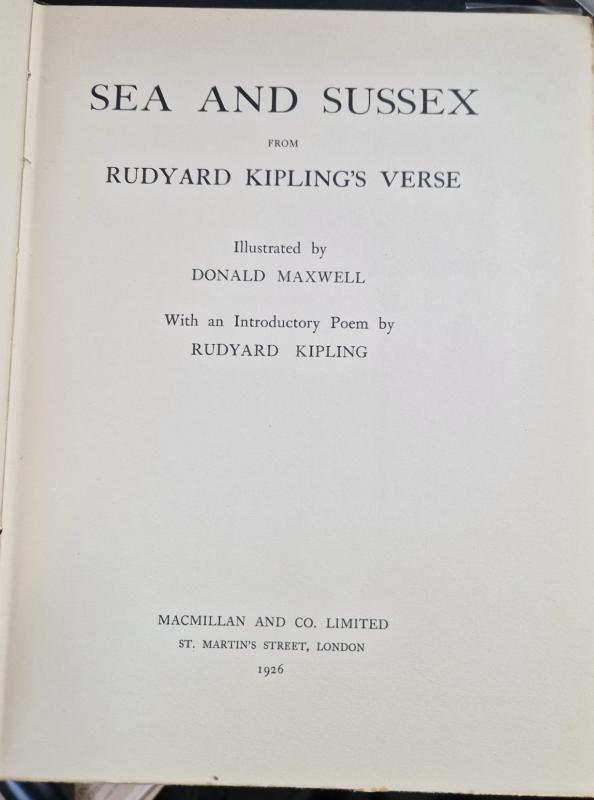 SEA AND SUSSEX
FROM
RUDYARD KIPLING'S VERSE
Illustrated by
DONALD MAXWELL
With an Introductory Poem by
RUDYARD KIPLING
MACMILLAN AND CO. LIMITED
ST. MARTIN'S STREET, LONDON
1926